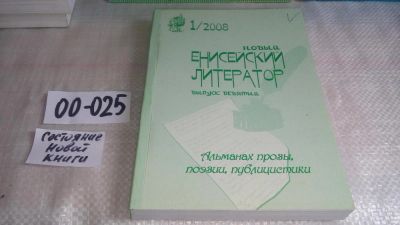 1/2008
НОВЫЙ
ЕНИСЕЙСКИЙ
ЛИТЕРАТОР
ВЫПУСК ДЕВЯТЫЙ
Альманах прозы,
поэзии, публицистики
00-025
Состояние
Новой
книги